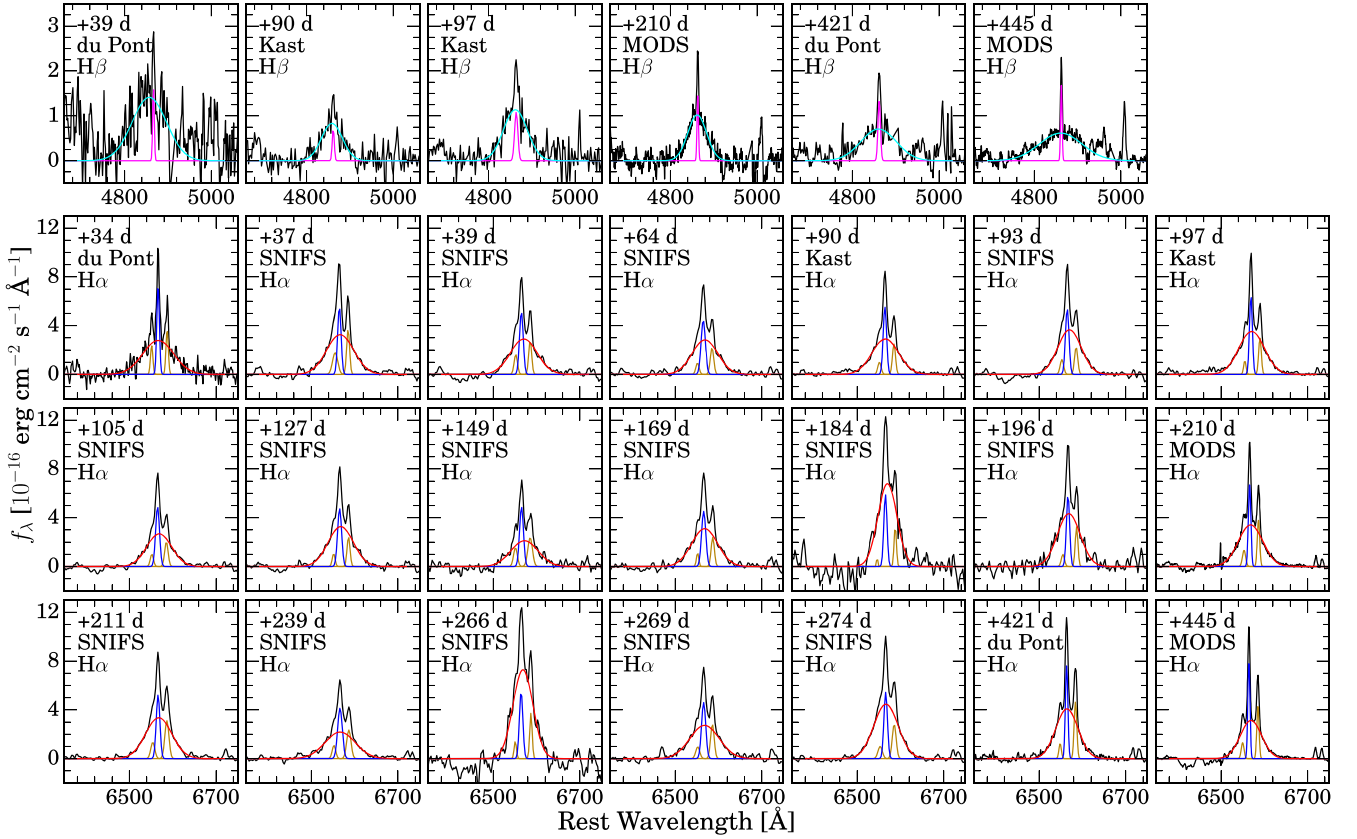 +39 d
du Pont
Hβ
+90 d
Kast
Hβ
+97 d
Kast
Hβ
+210 d
MODS
Hβ
+421 d
du Pont
Hβ
+445 d
MODS
Hβ
3
2
1
0
4800 5000
4800 5000
4800 5000
4800 5000
4800 5000
4800 5000
+34 d
du Pont
Hα
+37 d
SNIFS
Hα
+39 d
SNIFS
Hα
+64 d
SNIFS
Hα
+90 d
Kast
Hα
+93 d
SNIFS
Hα
+97 d
Kast
Hα
12
8
4
0
+105 d
SNIFS
Hα
+127 d
SNIFS
Hα
+149 d
SNIFS
Hα
+169 d
SNIFS
Hα
+184 d
SNIFS
Hα
+196 d
SNIFS
Hα
+210 d
MODS
Hα
12
8
4
0
+211 d
SNIFS
Hα
+239 d
SNIFS
Hα
+266 d
SNIFS
Hα
+269 d
SNIFS
Hα
+274 d
SNIFS
Hα
+421 d
du Pont
Hα
+445 d
MODS
Hα
12
8
4
0
6500 6700
6500 6700
6500 6700
6500 6700
6500 6700
6500 6700
6500 6700
fλ [10⁻¹⁶ erg cm⁻² s⁻¹ Å⁻¹]
Rest Wavelength [Å]